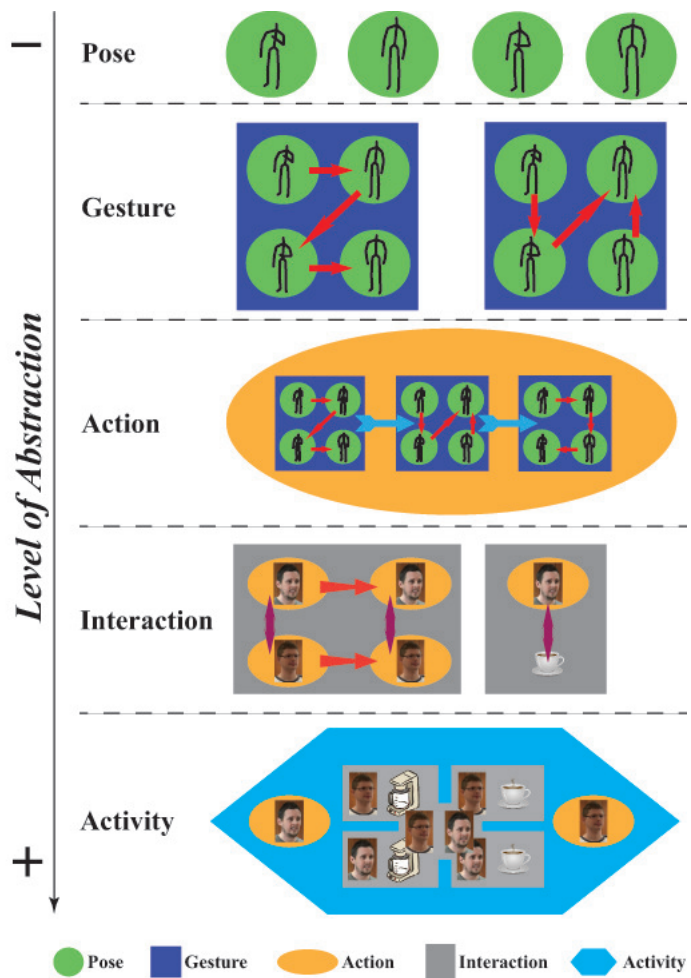 −
Pose
Gesture
Action
Level of Abstraction
Interaction
Activity
+
Pose Gesture Action Interaction Activity